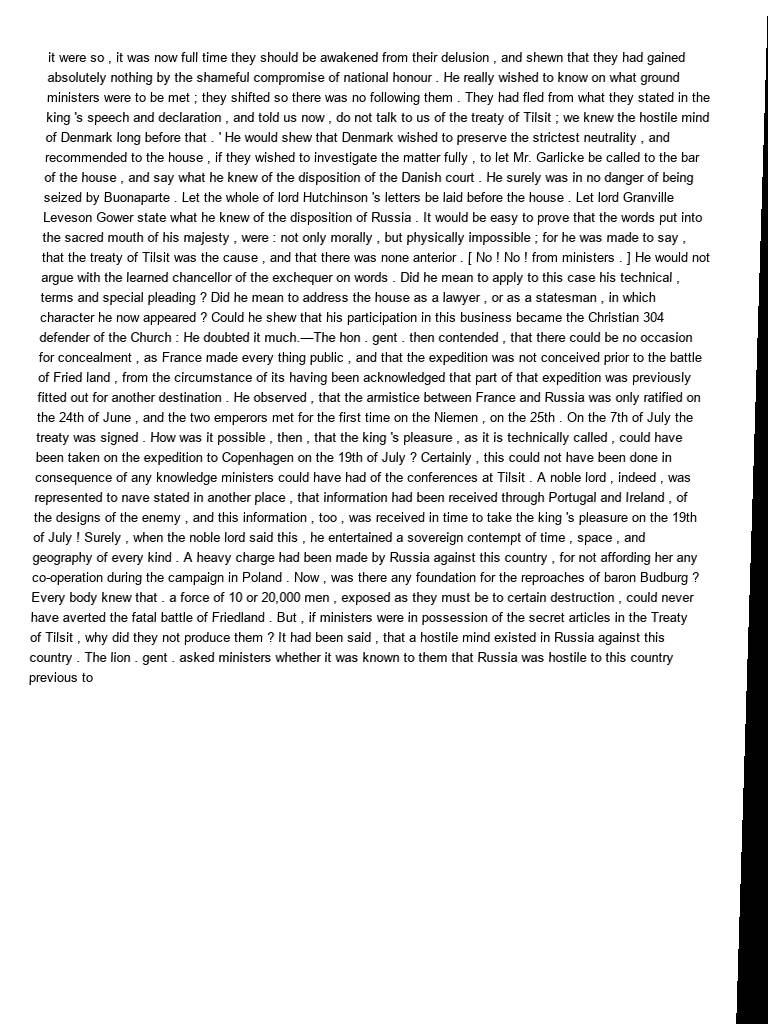 it were so , it was now full time they should be awakened from their delusion , and shewn that they had gained
absolutely nothing by the shameful compromise of national honour . He really wished to know on what ground
ministers were to be met ; they shifted so there was no following them . They had fled from what they stated in the
king 's speech and declaration , and told us now , do not talk to us of the treaty of Tilsit ; we knew the hostile mind
of Denmark long before that . ' He would shew that Denmark wished to preserve the strictest neutrality , and
recommended to the house , if they wished to investigate the matter fully , to let Mr. Garlicke be called to the bar
of the house , and say what he knew of the disposition of the Danish court . He surely was in no danger of being
seized by Buonaparte . Let the whole of lord Hutchinson 's letters be laid before the house . Let lord Granville
Leveson Gower state what he knew of the disposition of Russia . It would be easy to prove that the words put into
the sacred mouth of his majesty , were : not only morally , but physically impossible ; for he was made to say ,
that the treaty of Tilsit was the cause , and that there was none anterior . [ No ! No ! from ministers . ] He would not
argue with the learned chancellor of the exchequer on words . Did he mean to apply to this case his technical ,
terms and special pleading ? Did he mean to address the house as a lawyer , or as a statesman , in which
character he now appeared ? Could he shew that his participation in this business became the Christian 304
defender of the Church : He doubted it much.—The hon . gent . then contended , that there could be no occasion
for concealment , as France made every thing public , and that the expedition was not conceived prior to the battle
of Fried land , from the circumstance of its having been acknowledged that part of that expedition was previously
fitted out for another destination . He observed , that the armistice between France and Russia was only ratified on
the 24th of June , and the two emperors met for the first time on the Niemen , on the 25th . On the 7th of July the
treaty was signed . How was it possible , then , that the king 's pleasure , as it is technically called , could have
been taken on the expedition to Copenhagen on the 19th of July ? Certainly , this could not have been done in
consequence of any knowledge ministers could have had of the conferences at Tilsit . A noble lord , indeed , was
represented to nave stated in another place , that information had been received through Portugal and Ireland , of
the designs of the enemy , and this information , too , was received in time to take the king 's pleasure on the 19th
of July ! Surely , when the noble lord said this , he entertained a sovereign contempt of time , space , and
geography of every kind . A heavy charge had been made by Russia against this country , for not affording her any
co-operation during the campaign in Poland . Now , was there any foundation for the reproaches of baron Budburg ?
Every body knew that . a force of 10 or 20,000 men , exposed as they must be to certain destruction , could never
have averted the fatal battle of Friedland . But , if ministers were in possession of the secret articles in the Treaty
of Tilsit , why did they not produce them ? It had been said , that a hostile mind existed in Russia against this
country . The lion . gent . asked ministers whether it was known to them that Russia was hostile to this country
previous to